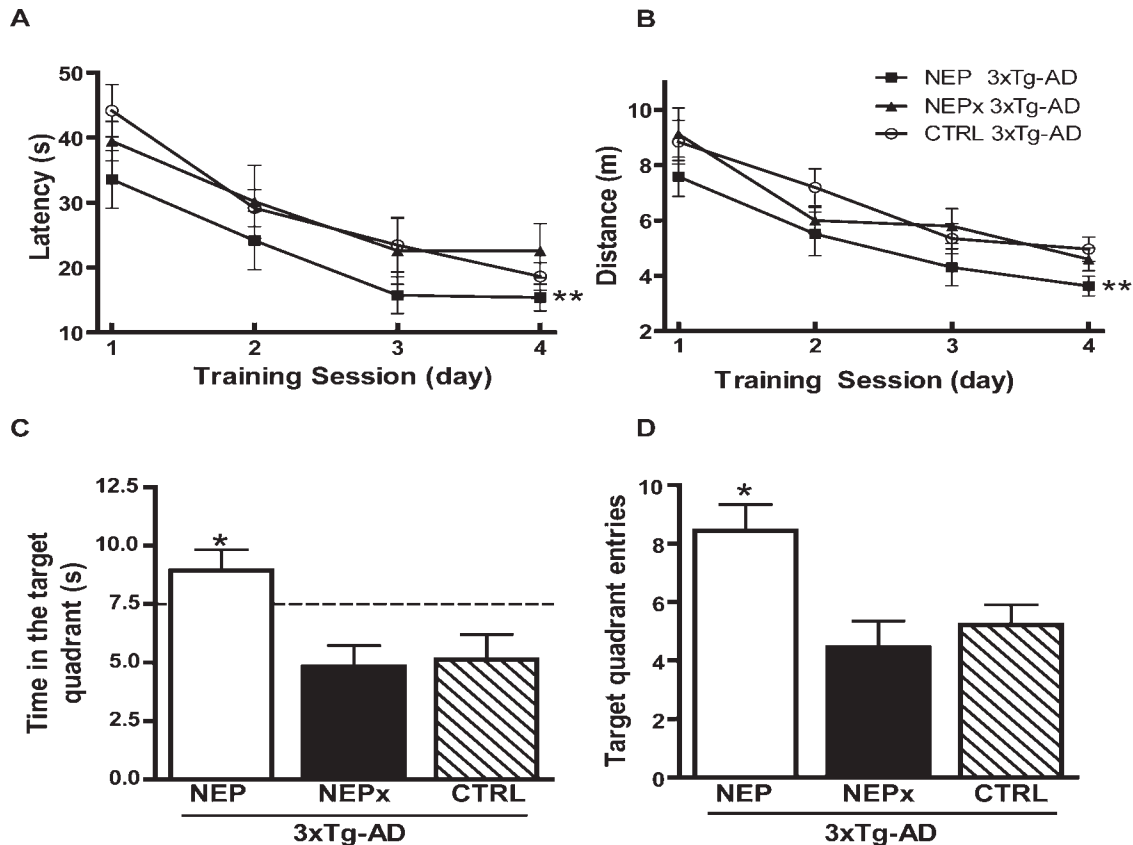 A
50
40
30
20
10
Latency (s)
1 2 3 4
Training Session (day)
**
B
NEP 3xTg-AD
NEPx 3xTg-AD
CTRL 3xTg-AD
10
8
6
4
2
Distance (m)
1 2 3 4
Training Session (day)
**
C
12.5
10.0
7.5
5.0
2.5
0.0
Time in the target
quadrant (s)
*
NEP NEPx CTRL
3xTg-AD
D
10
8
6
4
2
0
Target quadrant entries
*
NEP NEPx CTRL
3xTg-AD